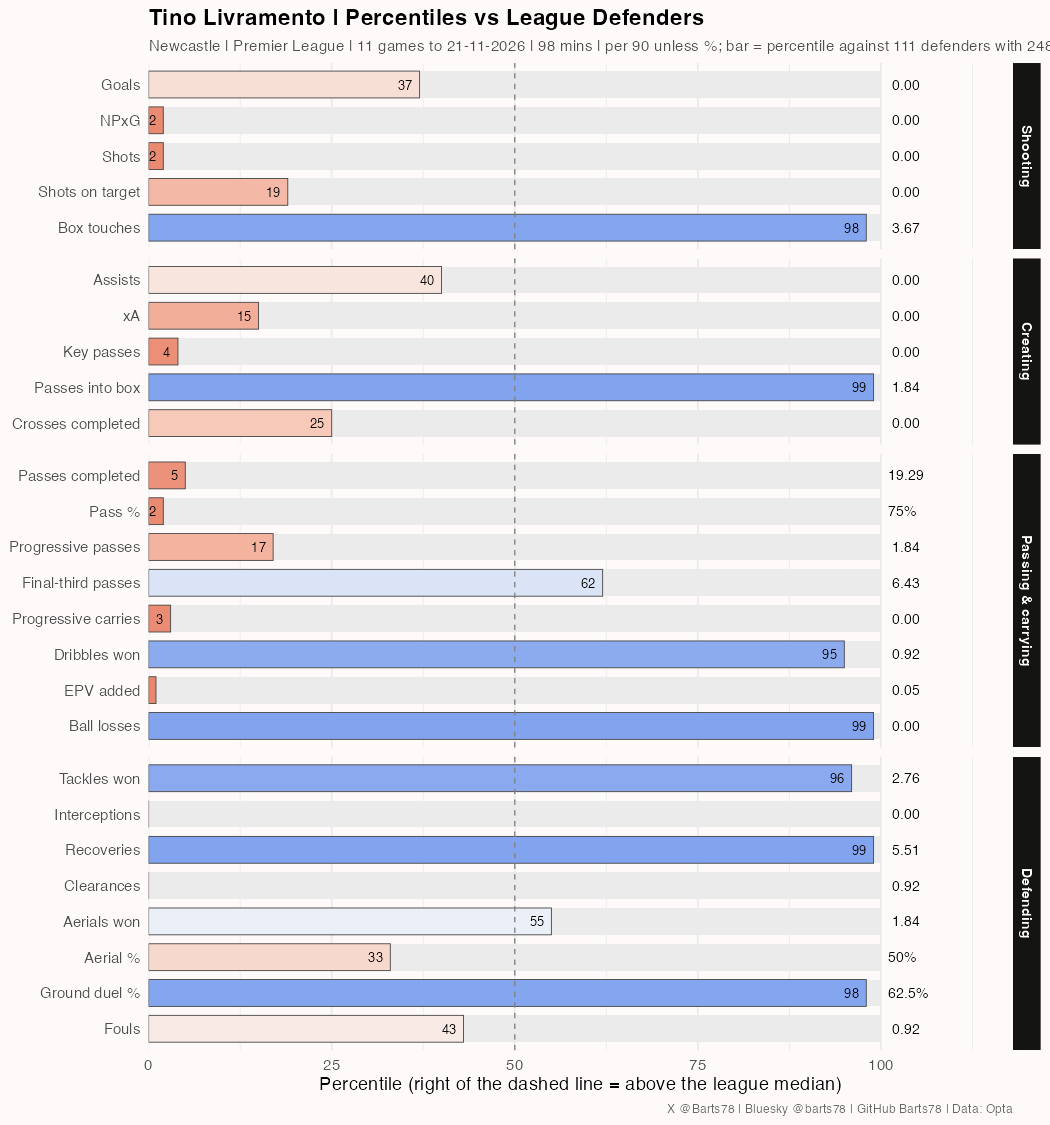 Tino Livramento | Percentiles vs League Defenders
Newcastle | Premier League | 11 games to 21-11-2026 | 98 mins | per 90 unless %; bar = percentile against 111 defenders with 248
Shooting
Goals 37 0.00
NPxG 2 0.00
Shots 2 0.00
Shots on target 19 0.00
Box touches 98 3.67
Creating
Assists 40 0.00
xA 15 0.00
Key passes 4 0.00
Passes into box 99 1.84
Crosses completed 25 0.00
Passing & carrying
Passes completed 5 19.29
Pass % 2 75%
Progressive passes 17 1.84
Final-third passes 62 6.43
Progressive carries 3 0.00
Dribbles won 95 0.92
EPV added 0.05
Ball losses 99 0.00
Defending
Tackles won 96 2.76
Interceptions 0.00
Recoveries 99 5.51
Clearances 0.92
Aerials won 55 1.84
Aerial % 33 50%
Ground duel % 98 62.5%
Fouls 43 0.92
0 25 50 75 100
Percentile (right of the dashed line = above the league median)
X @Barts78 | Bluesky @barts78 | GitHub Barts78 | Data: Opta